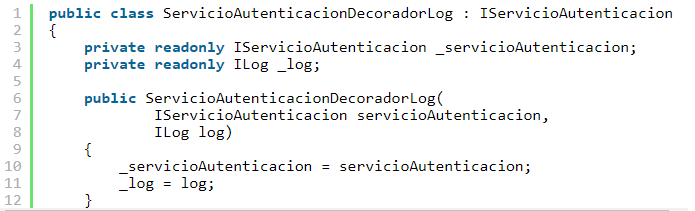 1 public class ServicioAutenticacionDecoradorLog : IServicioAutenticacion
2 {
3     private readonly IServicioAutenticacion _servicioAutenticacion;
4     private readonly ILog _log;
5
6     public ServicioAutenticacionDecoradorLog(
7             IServicioAutenticacion servicioAutenticacion,
8             ILog log)
9     {
10         _servicioAutenticacion = servicioAutenticacion;
11         _log = log;
12     }